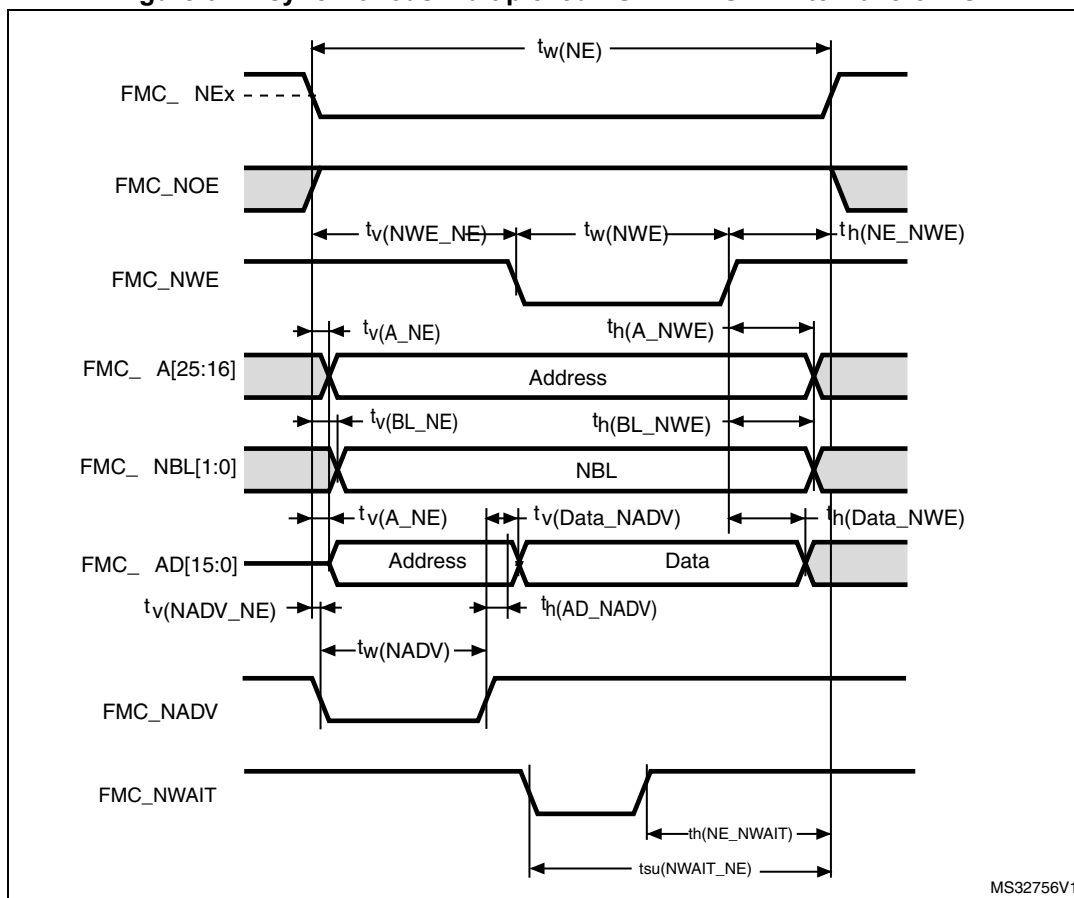 tw(NE)
FMC_ NEx
FMC_NOE
tv(NWE_NE)
tw(NWE)
th(NE_NWE)
FMC_NWE
tv(A_NE)
th(A_NWE)
FMC_ A[25:16]
Address
tv(BL_NE)
th(BL_NWE)
FMC_ NBL[1:0]
NBL
tv(A_NE)
tv(Data_NADV)
th(Data_NWE)
FMC_ AD[15:0]
Address
Data
tv(NADV_NE)
th(AD_NADV)
tw(NADV)
FMC_NADV
FMC_NWAIT
th(NE_NWAIT)
tsu(NWAIT_NE)
MS32756V1